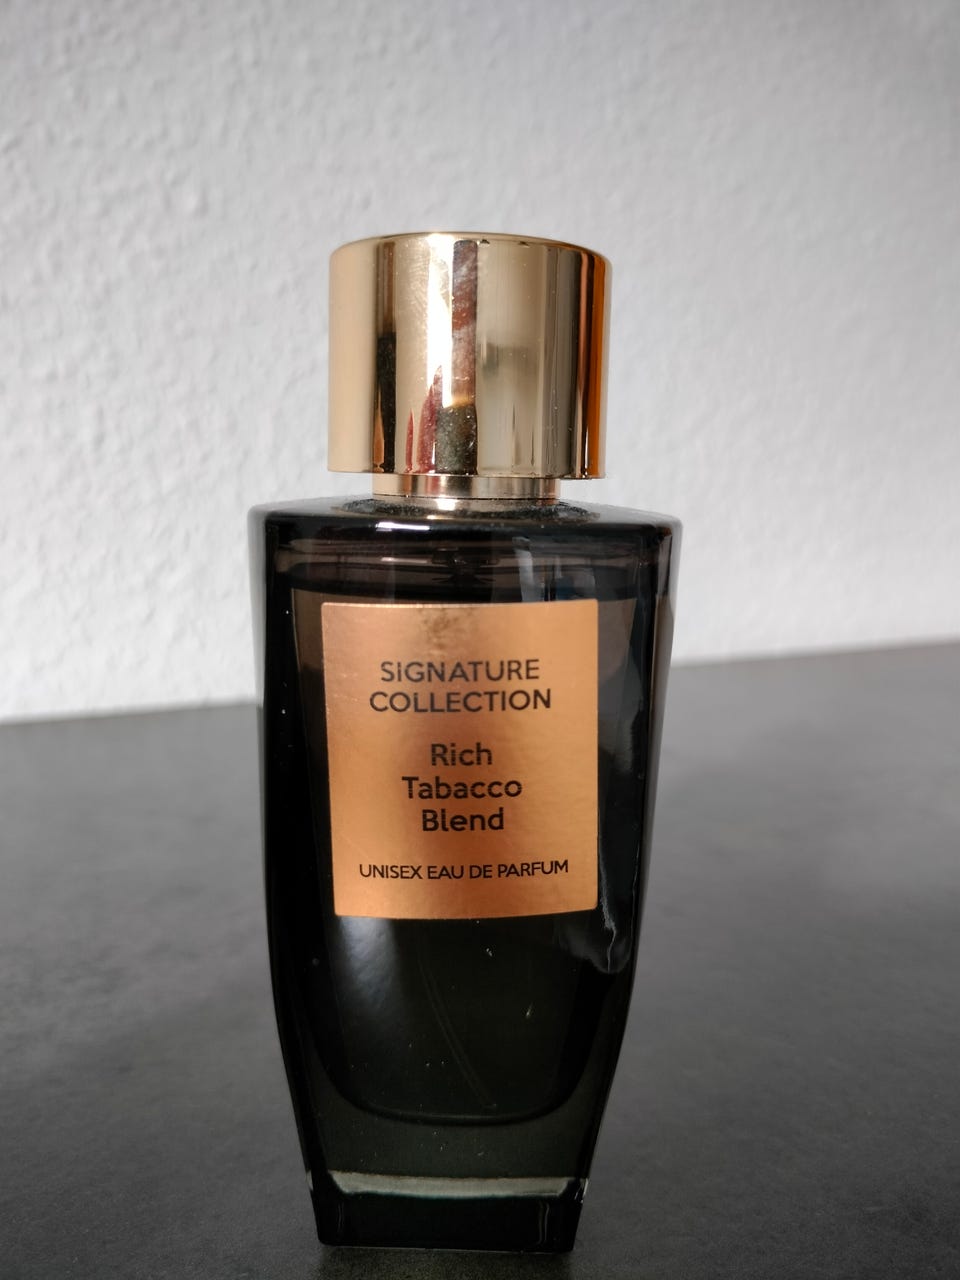 SIGNATURE
COLLECTION
Rich
Tabacco
Blend
UNISEX EAU DE PARFUM